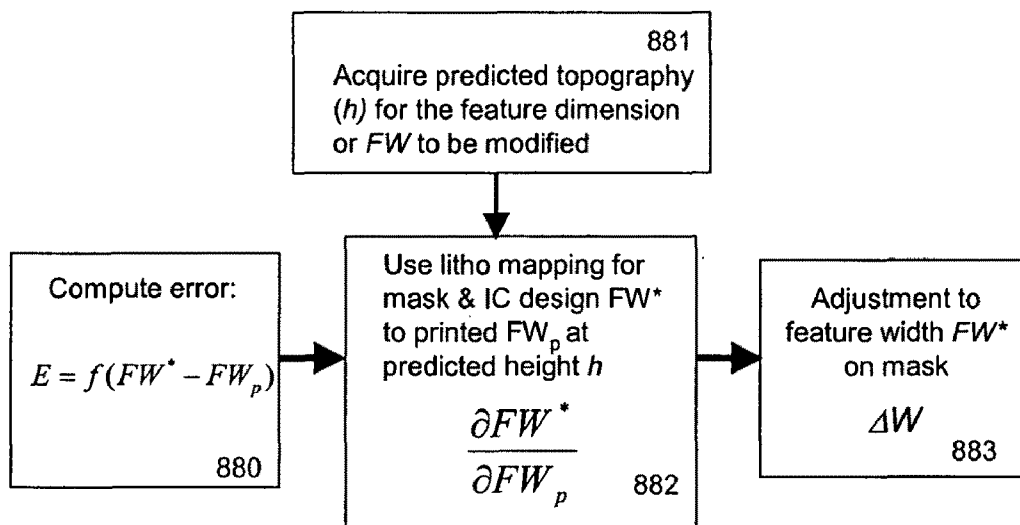 881
Acquire predicted topography
(h) for the feature dimension
or FW to be modified
Compute error:
E = f(FW* − FWp)
880
Use litho mapping for
mask & IC design FW*
to printed FWp at
predicted height h
∂FW*
∂FWp
882
Adjustment to
feature width FW*
on mask
ΔW
883